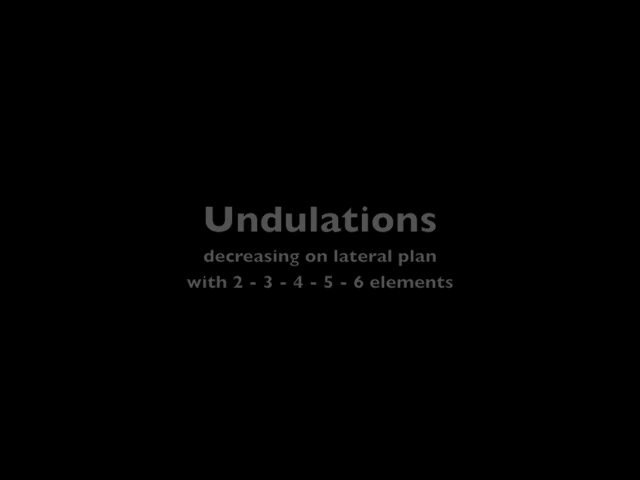 Undulations
decreasing on lateral plan
with 2 - 3 - 4 - 5 - 6 elements